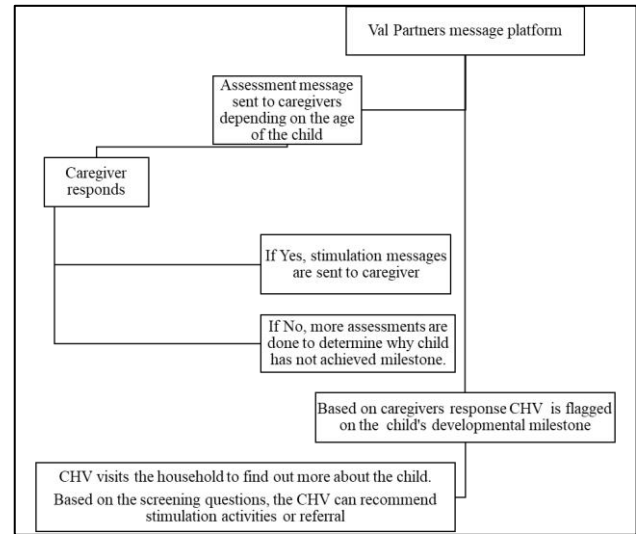 Val Partners message platform
Assessment message
sent to caregivers
depending on the age
of the child
Caregiver
responds
If Yes, stimulation messages
are sent to caregiver
If No, more assessments are
done to determine why child
has not achieved milestone.
Based on caregivers response CHV is flagged
on the child's developmental milestone
CHV visits the household to find out more about the child.
Based on the screening questions, the CHV can recommend
stimulation activities or referral